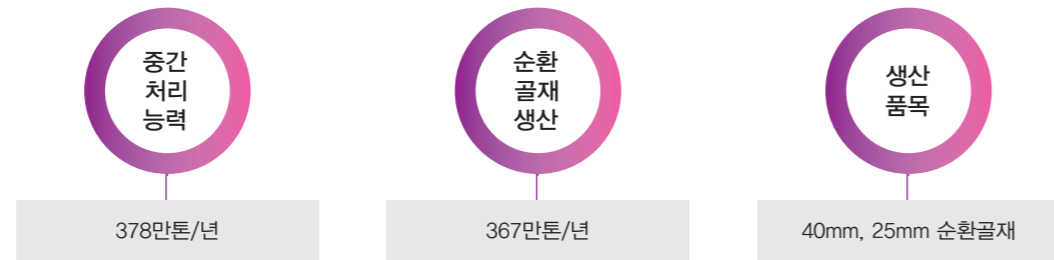 중간
처리
능력
378만톤/년
순환
골재
생산
367만톤/년
생산
품목
40mm, 25mm 순환골재